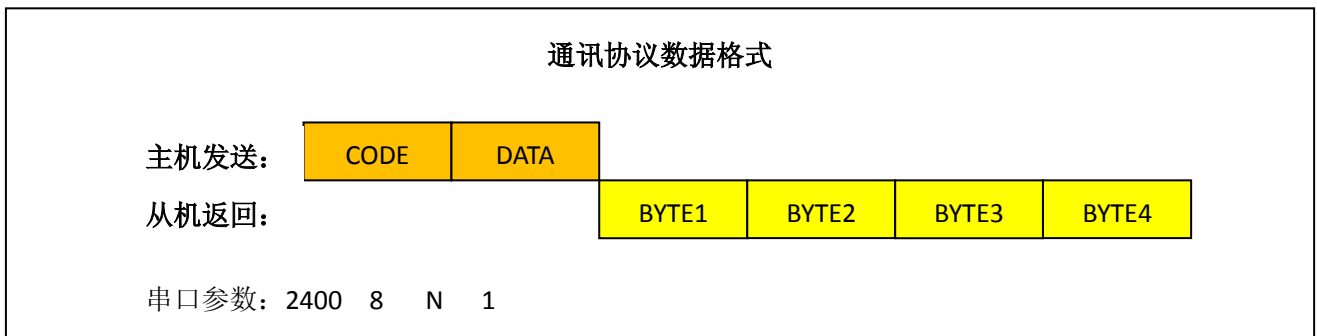 通讯协议数据格式
主机发送： CODE DATA
从机返回： BYTE1 BYTE2 BYTE3 BYTE4
串口参数：2400 8 N 1